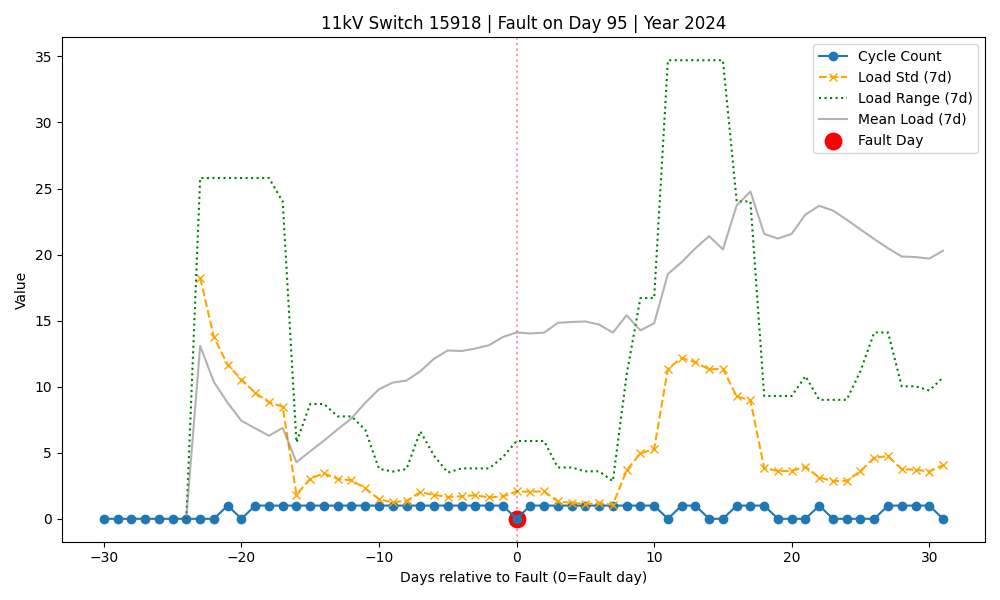 11kV Switch 15918 | Fault on Day 95 | Year 2024
Cycle Count
Load Std (7d)
Load Range (7d)
Mean Load (7d)
Fault Day
Value
35
30
25
20
15
10
5
0
−30
−20
−10
0
10
20
30
Days relative to Fault (0=Fault day)